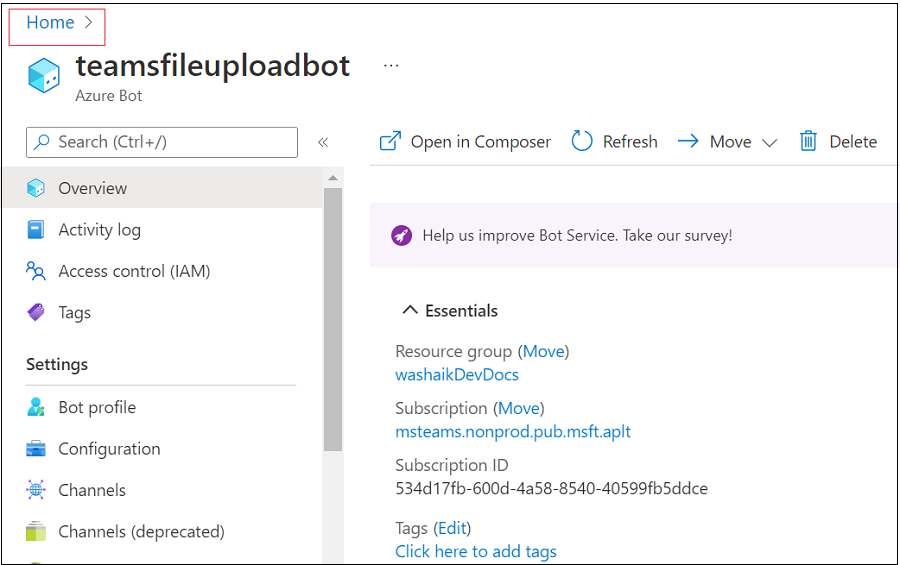 Home >
teamsfileuploadbot ...
Azure Bot
Search (Ctrl+/) «
Overview
Activity log
Access control (IAM)
Tags
Settings
Bot profile
Configuration
Channels
Channels (deprecated)
Open in Composer Refresh Move Delete
Help us improve Bot Service. Take our survey!
Essentials
Resource group (Move)
washaikDevDocs
Subscription (Move)
msteams.nonprod.pub.msft.aplt
Subscription ID
534d17fb-600d-4a58-8540-40599fb5ddce
Tags (Edit)
Click here to add tags